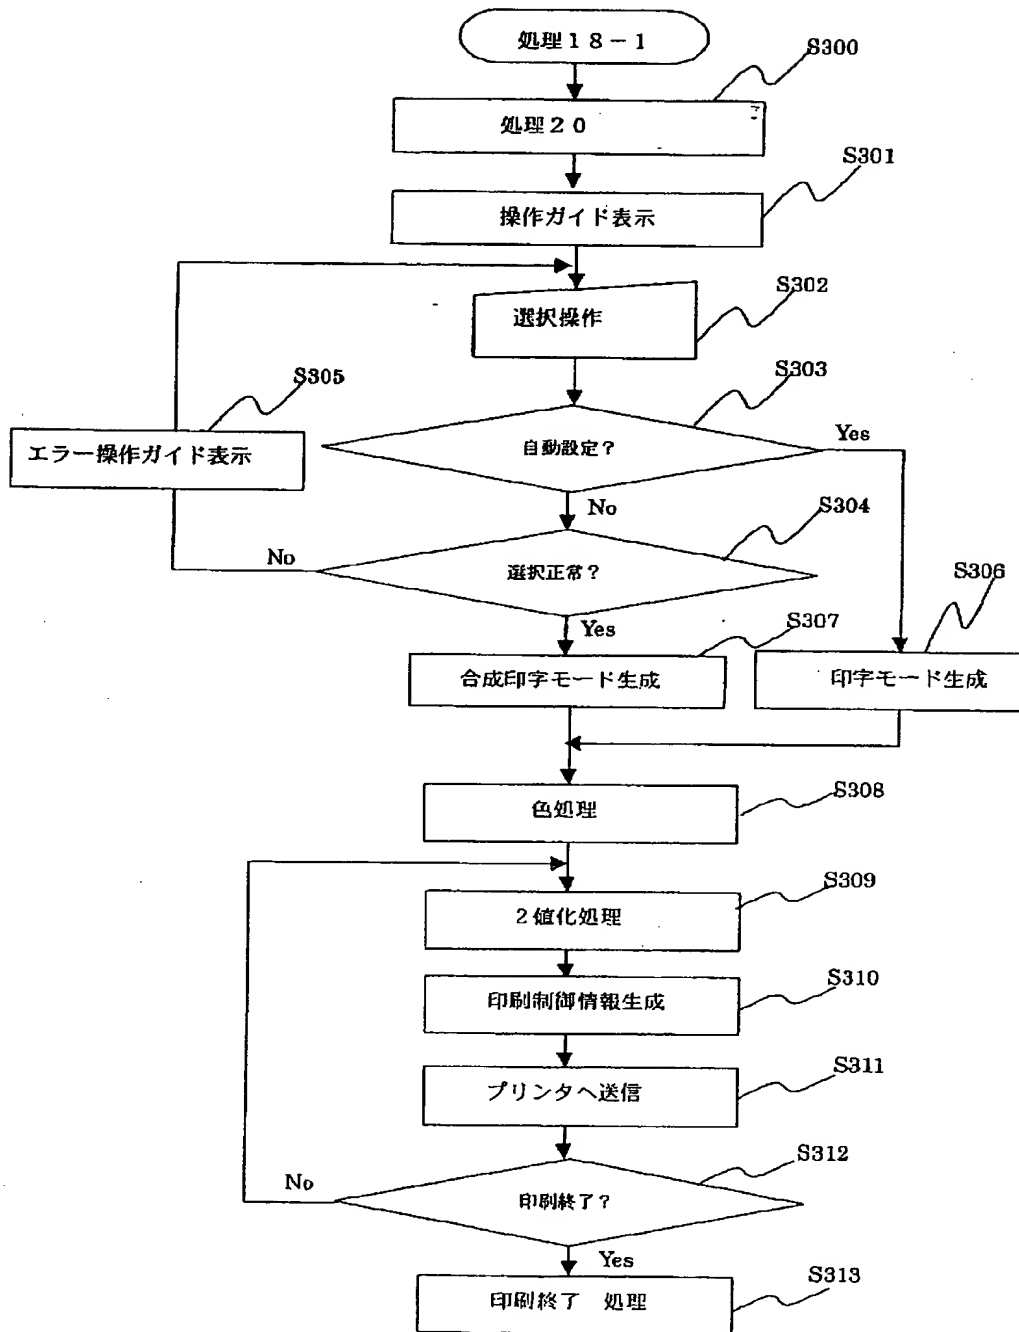 処理18-1
S300
処理20
S301
操作ガイド表示
S302
選択操作
S303
自動設定?
Yes
S305
エラー操作ガイド表示
No
S304
選択正常?
No
S306
Yes
S307
合成印字モード生成
印字モード生成
S308
色処理
S309
2値化処理
S310
印刷制御情報生成
S311
プリンタへ送信
S312
印刷終了?
No
Yes
S313
印刷終了 処理